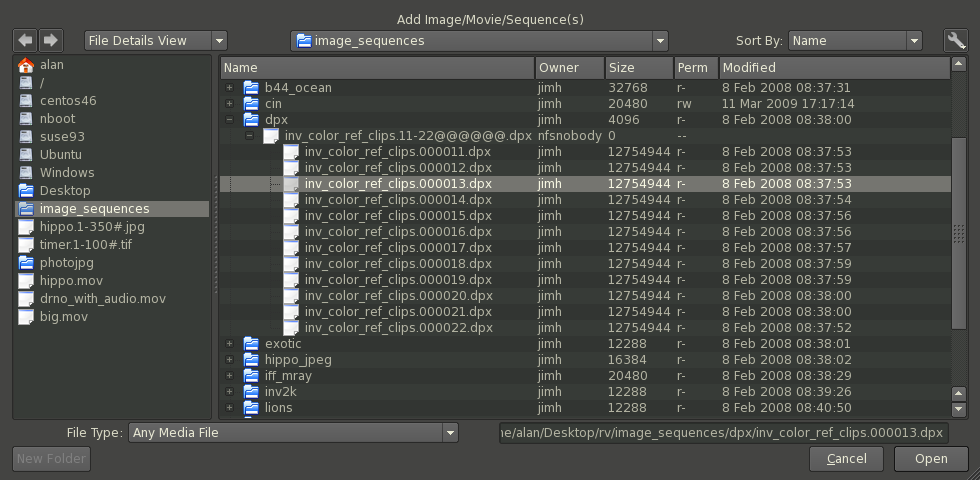 Add Image/Movie/Sequence(s)
File Details View image_sequences Sort By: Name
alan
/
centos46
nboot
suse93
Ubuntu
Windows
Desktop
image_sequences
hippo.1-350#.jpg
timer.1-100#.tif
photojpg
hippo.mov
drno_with_audio.mov
big.mov
Name Owner Size Perm Modified
b44_ocean jimh 32768 r- 8 Feb 2008 08:37:31
cin jimh 20480 rw 11 Mar 2009 17:17:14
dpx jimh 4096 r- 8 Feb 2008 08:38:00
inv_color_ref_clips.11-22@@@@@@.dpx nfsnobody 0 --
inv_color_ref_clips.000011.dpx jimh 12754944 r- 8 Feb 2008 08:37:53
inv_color_ref_clips.000012.dpx jimh 12754944 r- 8 Feb 2008 08:37:53
inv_color_ref_clips.000013.dpx jimh 12754944 r- 8 Feb 2008 08:37:53
inv_color_ref_clips.000014.dpx jimh 12754944 r- 8 Feb 2008 08:37:54
inv_color_ref_clips.000015.dpx jimh 12754944 r- 8 Feb 2008 08:37:56
inv_color_ref_clips.000016.dpx jimh 12754944 r- 8 Feb 2008 08:37:56
inv_color_ref_clips.000017.dpx jimh 12754944 r- 8 Feb 2008 08:37:57
inv_color_ref_clips.000018.dpx jimh 12754944 r- 8 Feb 2008 08:37:59
inv_color_ref_clips.000019.dpx jimh 12754944 r- 8 Feb 2008 08:37:59
inv_color_ref_clips.000020.dpx jimh 12754944 r- 8 Feb 2008 08:38:00
inv_color_ref_clips.000021.dpx jimh 12754944 r- 8 Feb 2008 08:38:00
inv_color_ref_clips.000022.dpx jimh 12754944 r- 8 Feb 2008 08:37:52
exotic jimh 12288 r- 8 Feb 2008 08:38:01
hippo_jpeg jimh 16384 r- 8 Feb 2008 08:38:02
iff_mray jimh 20480 r- 8 Feb 2008 08:38:29
inv2k jimh 12288 r- 8 Feb 2008 08:39:26
lions jimh 12288 r- 8 Feb 2008 08:40:50
File Type: Any Media File e/alan/Desktop/rv/image_sequences/dpx/inv_color_ref_clips.000013.dpx
New Folder Cancel Open